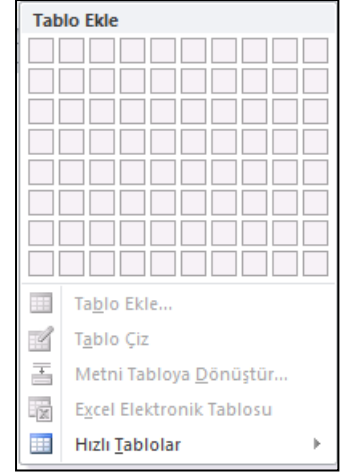 Tablo Ekle
Tablo Ekle...
Tablo Çiz
Metni Tabloya Dönüştür...
Excel Elektronik Tablosu
Hızlı Tablolar